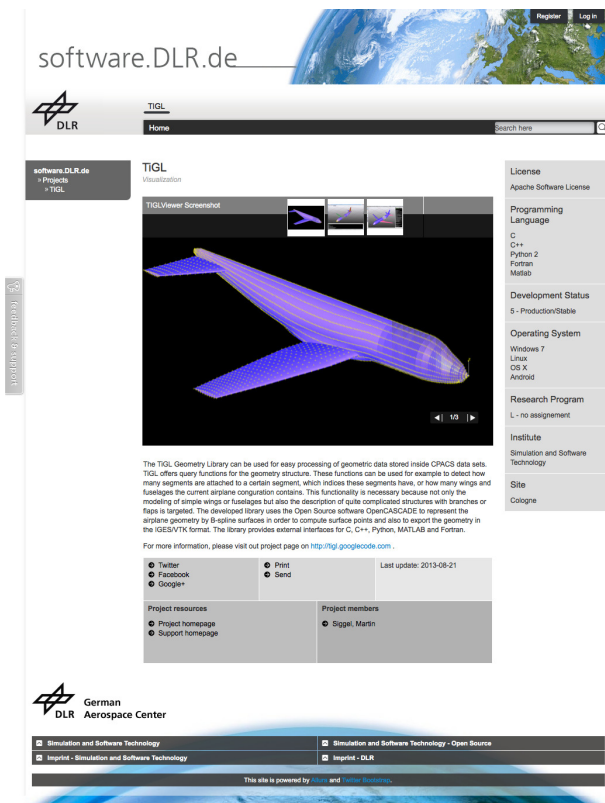 Register Log in
software.DLR.de
DLR
TIGL
Home
Search here
software.DLR.de
» Projects
» TiGL
TiGL
Visualization
TIGLViewer Screenshot
1/3
feedback & support
The TiGL Geometry Library can be used for easy processing of geometric data stored inside CPACS data sets.
TiGL offers query functions for the geometry structure. These functions can be used for example to detect how
many segments are attached to a certain segment, which indices these segments have, or how many wings and
fuselages the current airplane conguration contains. This functionality is necessary because not only the
modeling of simple wings or fuselages but also the description of quite complicated structures with branches or
flaps is targeted. The developed library uses the Open Source software OpenCASCADE to represent the
airplane geometry by B-spline surfaces in order to compute surface points and also to export the geometry in
the IGES/VTK format. The library provides external interfaces for C, C++, Python, MATLAB and Fortran.
For more information, please visit out project page on http://tigl.googlecode.com .
Twitter
Facebook
Google+
Print
Send
Last update: 2013-08-21
Project resources
Project homepage
Support homepage
Project members
Siggel, Martin
License
Apache Software License
Programming
Language
C
C++
Python 2
Fortran
Matlab
Development Status
5 - Production/Stable
Operating System
Windows 7
Linux
OS X
Android
Research Program
L - no assignement
Institute
Simulation and Software
Technology
Site
Cologne
DLR
German
Aerospace Center
Simulation and Software Technology
Simulation and Software Technology - Open Source
Imprint - Simulation and Software Technology
Imprint - DLR
This site is powered by Allura and Twitter Bootstrap.